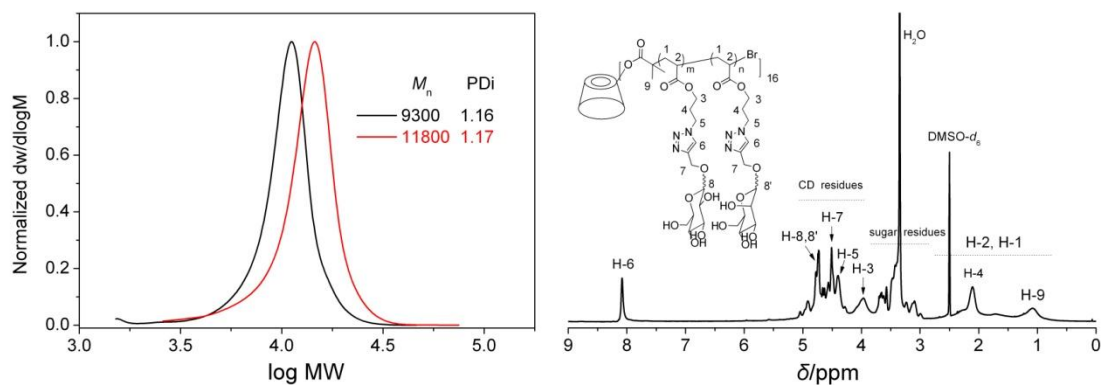 Normalized dw/dlogM
1.0
0.8
0.6
0.4
0.2
0.0
Mn PDi
9300 1.16
11800 1.17
3.0 3.5 4.0 4.5 5.0
log MW
O
O
1
2
m
1
2
n
Br
16
9
O
O
O
O
3
3
4
4
5
5
N
N
N
N
N
N
6
6
7
O
7
O
8
8'
OH
O
HO
HO
OH
OH
O
HO
HO
HO
OH
H2O
DMSO-d6
CD residues
H-7
H-8,8'
H-5
sugar residues
H-2, H-1
H-6
H-3
H-4
H-9
9 8 7 6 5 4 3 2 1 0
δ/ppm